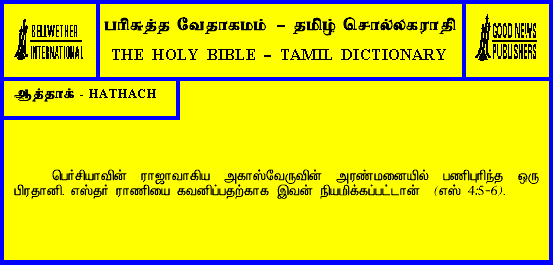 BELLWETHER
INTERNATIONAL
பரிசுத்த வேதாகமம் – தமிழ் சொல்லகராதி
THE HOLY BIBLE – TAMIL DICTIONARY
GOOD NEWS
PUBLISHERS
ஆத்தாக் - HATHACH
பெர்சியாவின் ராஜாவாகிய அகாஸ்வேருவின் அரண்மனையில் பணிபுரிந்த ஒரு
பிரதானி. எஸ்தர் ராணியை கவனிப்பதற்காக இவன் நியமிக்கப்பட்டான் (எஸ் 4:5-6).